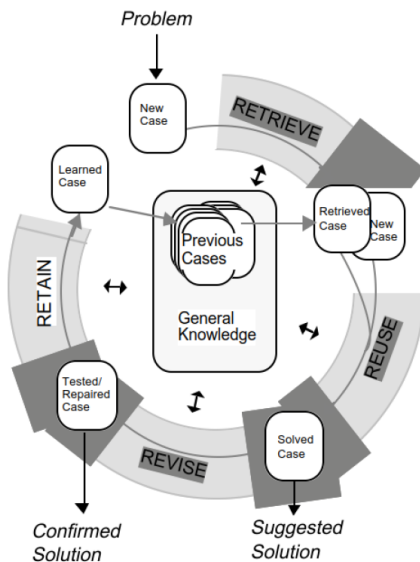 Problem
New
Case
RETRIEVE
Learned
Case
Retrieved
Case
New
Case
Previous
Cases
General
Knowledge
RETAIN
REUSE
Tested/
Repaired
Case
Solved
Case
REVISE
Confirmed
Solution
Suggested
Solution